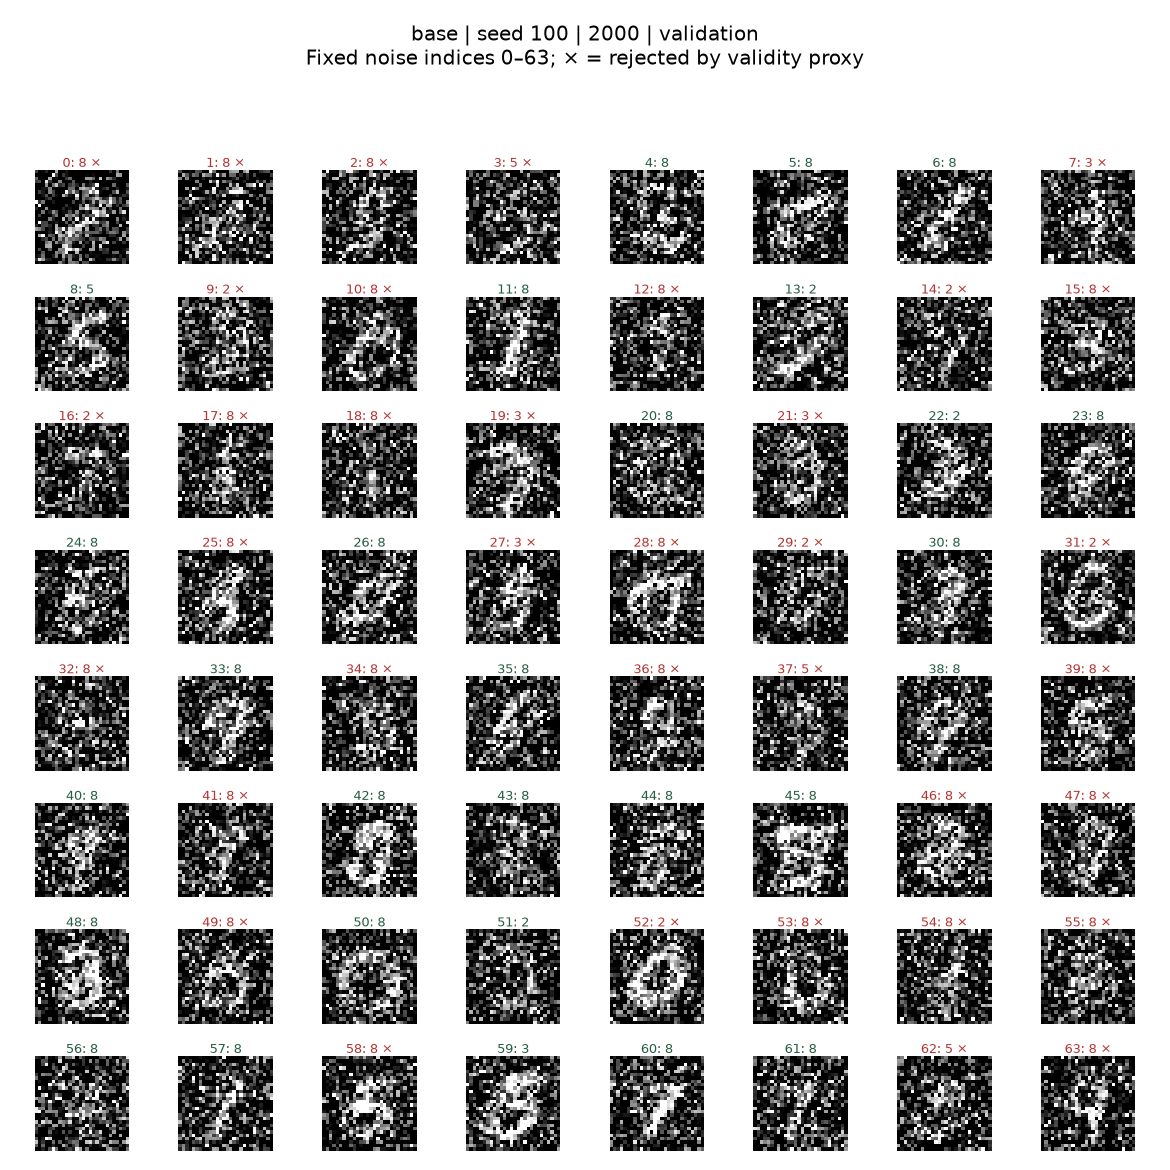 base | seed 100 | 2000 | validation
Fixed noise indices 0–63; × = rejected by validity proxy
0: 8 × 1: 8 × 2: 8 × 3: 5 × 4: 8 5: 8 6: 8 7: 3 ×
8: 5 9: 2 × 10: 8 × 11: 8 12: 8 × 13: 2 14: 2 × 15: 8 ×
16: 2 × 17: 8 × 18: 8 × 19: 3 × 20: 8 21: 3 × 22: 2 23: 8
24: 8 25: 8 × 26: 8 27: 3 × 28: 8 × 29: 2 × 30: 8 31: 2 ×
32: 8 × 33: 8 34: 8 × 35: 8 36: 8 × 37: 5 × 38: 8 39: 8 ×
40: 8 41: 8 × 42: 8 43: 8 44: 8 45: 8 46: 8 × 47: 8 ×
48: 8 49: 8 × 50: 8 51: 2 52: 2 × 53: 8 × 54: 8 × 55: 8 ×
56: 8 57: 8 58: 8 × 59: 3 60: 8 61: 8 62: 5 × 63: 8 ×